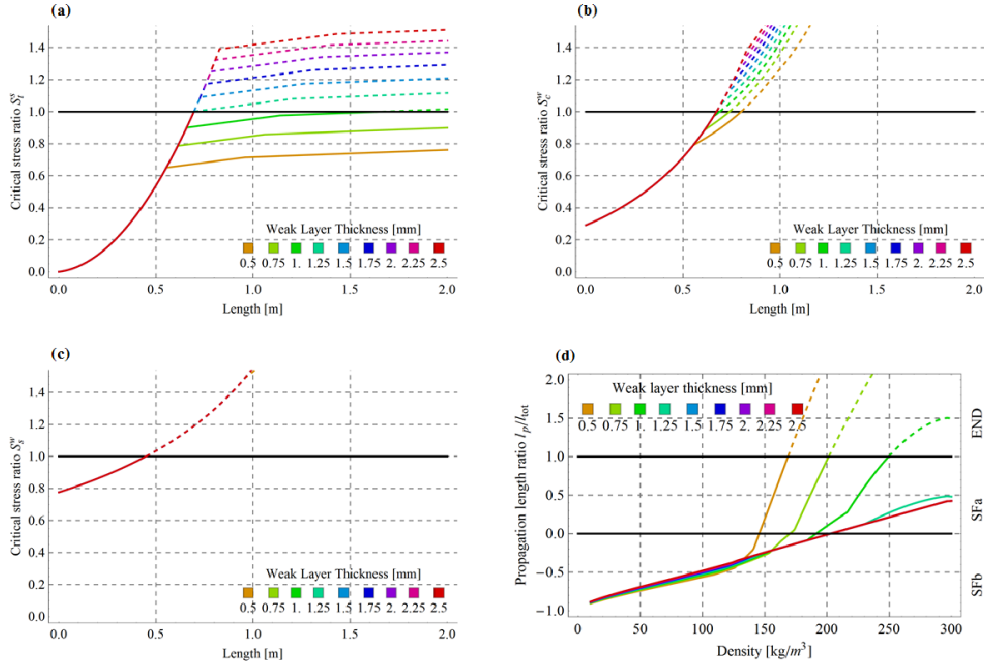 (a)
Critical stress ratio S_t^s
1.4
1.2
1.0
0.8
0.6
0.4
0.2
0.0
Weak Layer Thickness [mm]
0.5 0.75 1. 1.25 1.5 1.75 2. 2.25 2.5
0.0 0.5 1.0 1.5 2.0
Length [m]
(b)
Critical stress ratio S_c^w
1.4
1.2
1.0
0.8
0.6
0.4
0.2
0.0
Weak Layer Thickness [mm]
0.5 0.75 1. 1.25 1.5 1.75 2. 2.25 2.5
0.0 0.5 1.0 1.5 2.0
Length [m]
(c)
Critical stress ratio S_s^w
1.4
1.2
1.0
0.8
0.6
0.4
0.2
0.0
Weak Layer Thickness [mm]
0.5 0.75 1. 1.25 1.5 1.75 2. 2.25 2.5
0.0 0.5 1.0 1.5 2.0
Length [m]
(d)
Propagation length ratio l_p/l_tot
2.0
1.5
1.0
0.5
0.0
−0.5
−1.0
Weak layer thickness [mm]
0.5 0.75 1. 1.25 1.5 1.75 2. 2.25 2.5
END
SFa
SFb
0 50 100 150 200 250 300
Density [kg/m³]